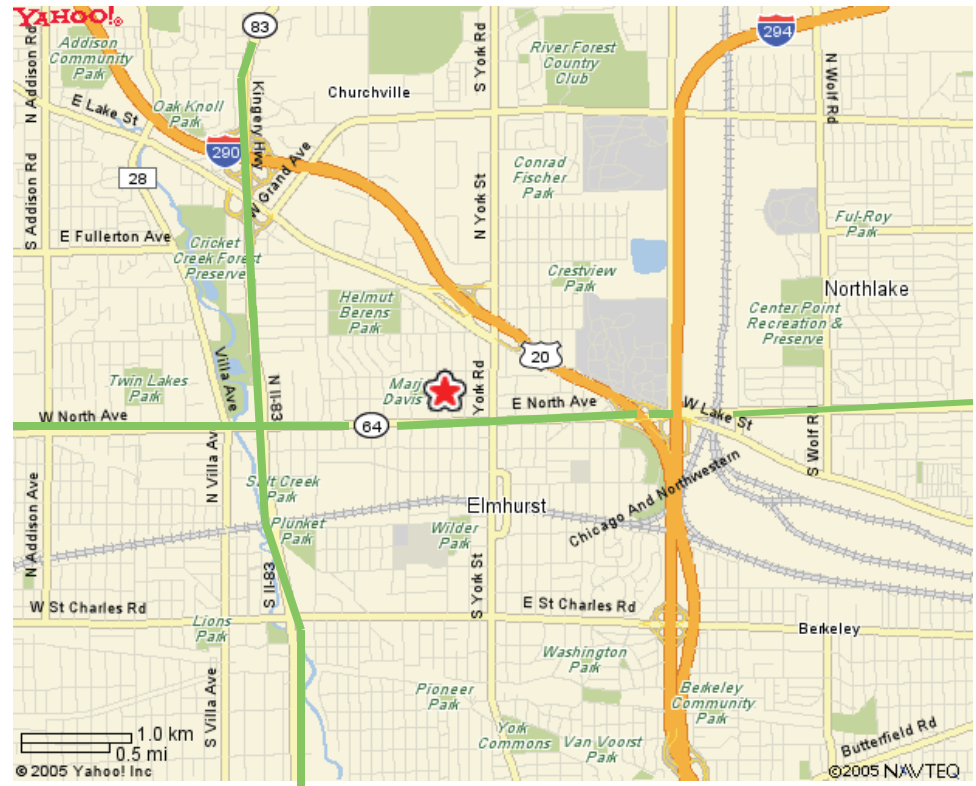 YAHOO!®
83
294
N Addison Rd
Addison
Community
Park
S York Rd
River Forest
Country
Club
N Wolf Rd
Kingery Hwy
Churchville
E Lake St
Oak Knoll
Park
290
W Grand Ave
28
S Addison Rd
Conrad
Fischer
Park
N York St
Ful-Roy
Park
E Fullerton Ave
Cricket
Creek Forest
Preserve
Crestview
Park
Northlake
Helmut
Berens
Park
Center Point
Recreation &
Preserve
20
Villa Ave
N Il-83
Twin Lakes
Park
Marj
Davis
York Rd
E North Ave
W North Ave
64
W Lake St
S Wolf R
N Villa Av
Salt Creek
Park
Chicago And Northwestern
Elmhurst
N Addison Ave
Plunket
Park
Wilder
Park
S Il-83
S York St
W St Charles Rd
E St Charles Rd
Lions
Park
Berkeley
Washington
Park
S Villa Ave
Pioneer
Park
Berkeley
Community
Park
York
Commons
Van Voorst
Park
Butterfield Rd
1.0 km
0.5 mi
© 2005 Yahoo! Inc
©2005 NAVTEQ